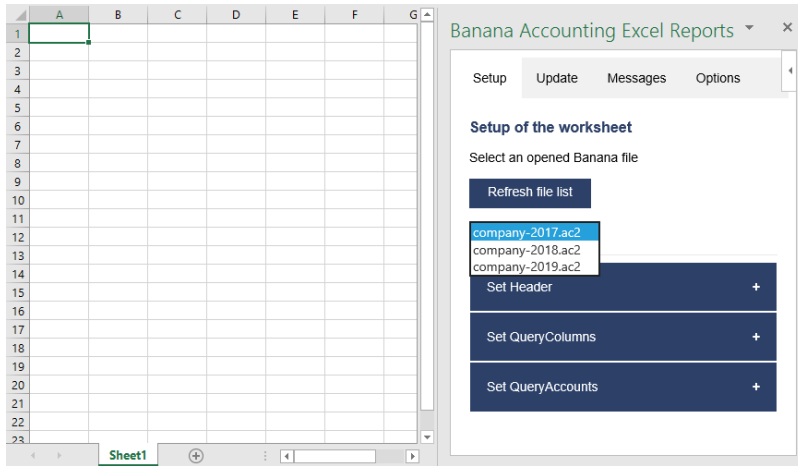 A B C D E F G
1
2
3
4
5
6
7
8
9
10
11
12
13
14
15
16
17
18
19
20
21
22
23
Sheet1
Banana Accounting Excel Reports
Setup Update Messages Options
Setup of the worksheet
Select an opened Banana file
Refresh file list
company-2017.ac2
company-2018.ac2
company-2019.ac2
Set Header +
Set QueryColumns +
Set QueryAccounts +